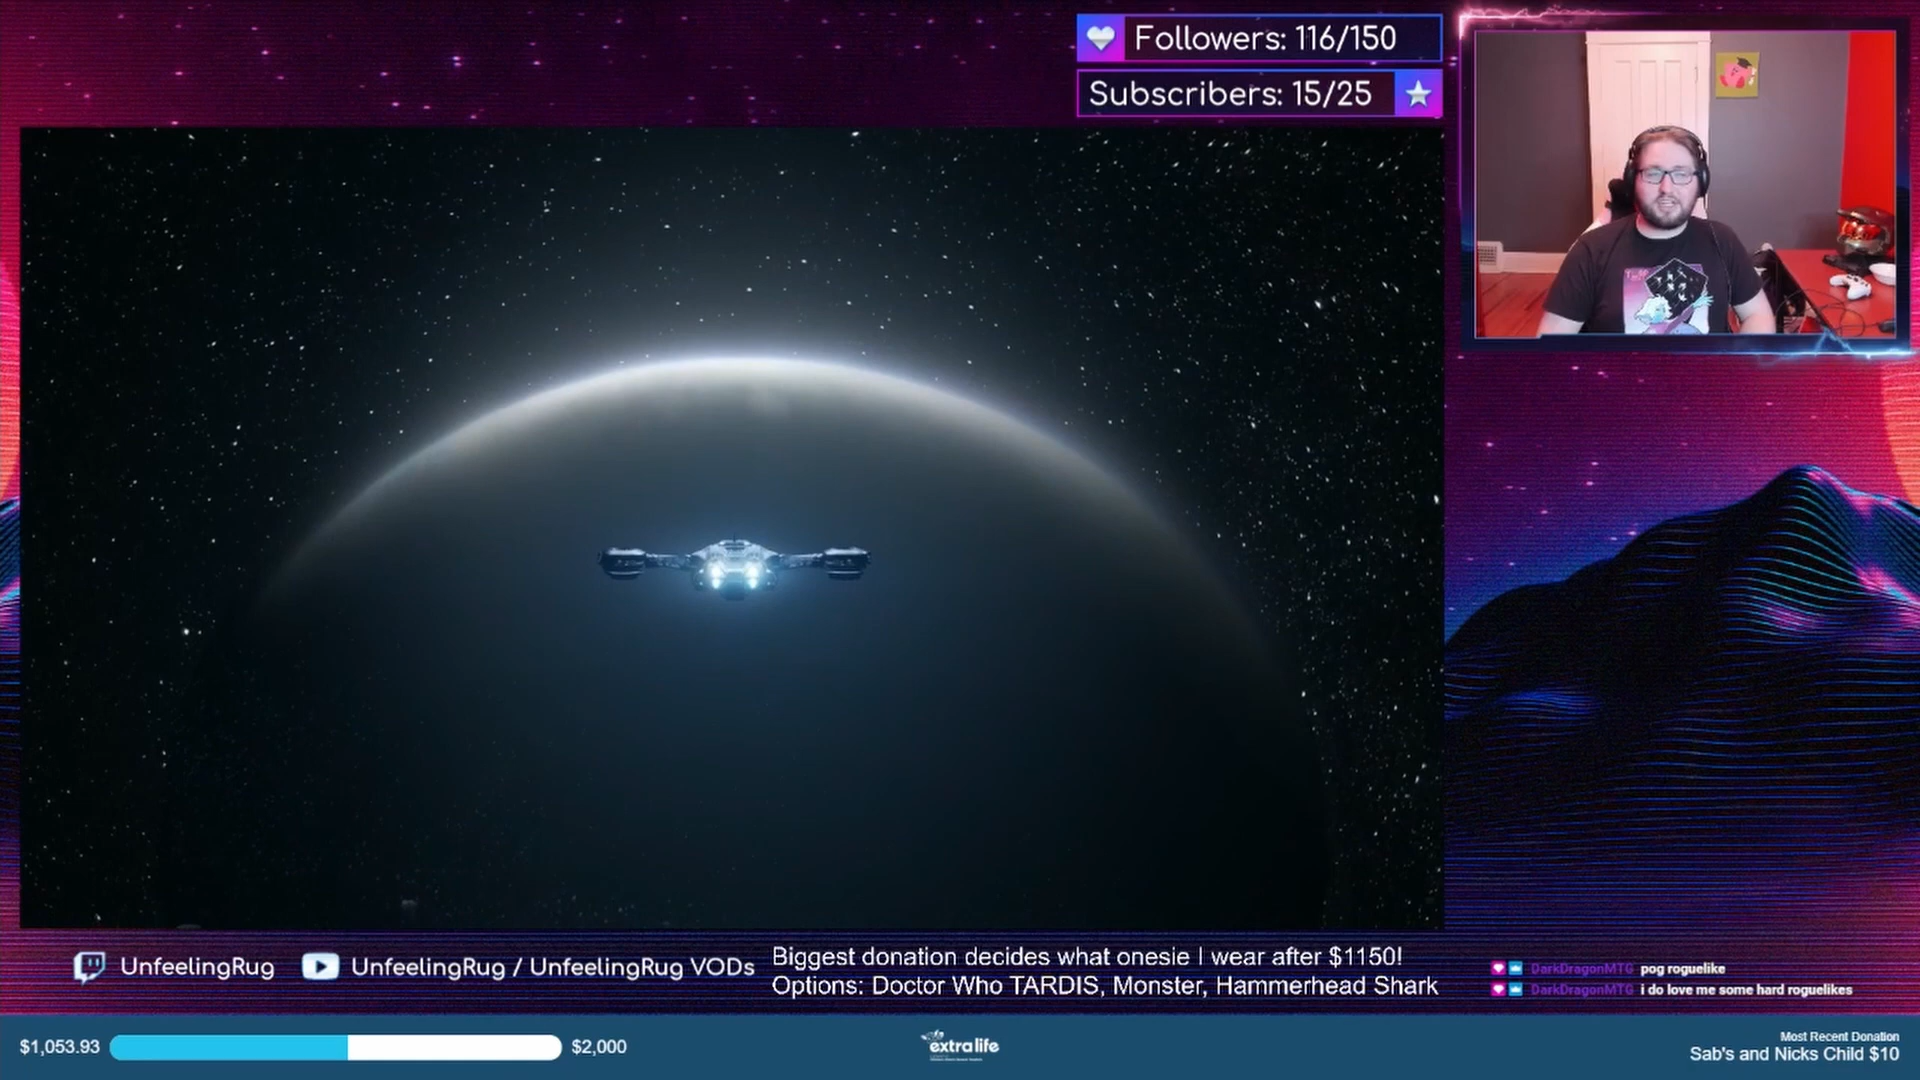 Followers: 116/150
Subscribers: 15/25
UnfeelingRug
UnfeelingRug / UnfeelingRug VODs
Biggest donation decides what onesie I wear after $1150!
Options: Doctor Who TARDIS, Monster, Hammerhead Shark
DarkDragonMTG pog roguelike
DarkDragonMTG i do love me some hard roguelikes
$1,053.93
$2,000
extra life
Most Recent Donation
Sab's and Nicks Child $10